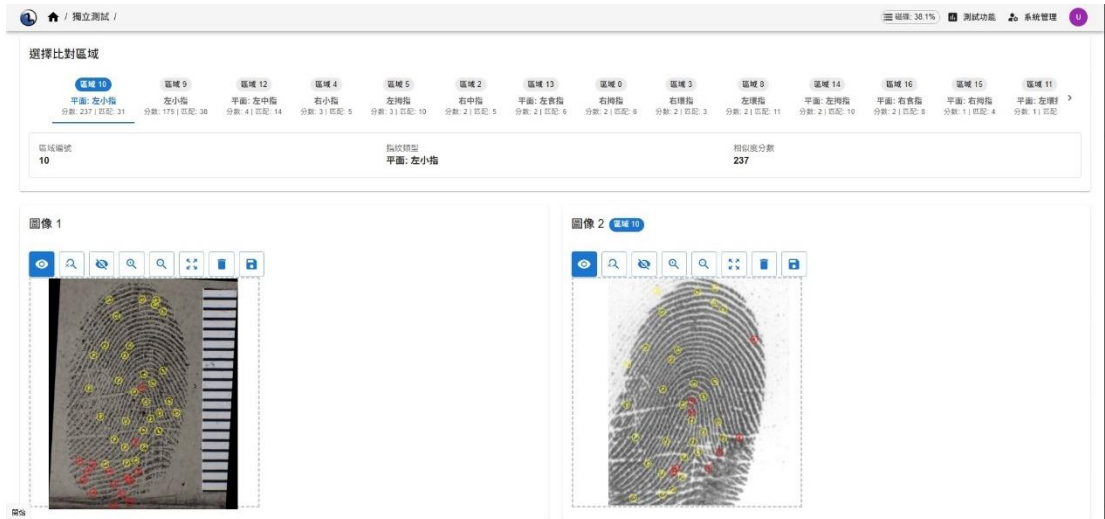 / 獨立測試 /
磁碟: 38.1%
測試功能
系統管理
U
選擇比對區域
區域 10 區域 9 區域 12 區域 4 區域 5 區域 2 區域 13 區域 0 區域 3 區域 8 區域 14 區域 16 區域 15 區域 11
平面: 左小指 左小指 平面: 左中指 右小指 左拇指 右中指 平面: 左食指 右拇指 右環指 左環指 平面: 左拇指 平面: 右食指 平面: 右拇指 平面: 左環
分數: 237 | 匹配: 31 分數: 175 | 匹配: 38 分數: 4 | 匹配: 14 分數: 3 | 匹配: 5 分數: 3 | 匹配: 10 分數: 2 | 匹配: 5 分數: 2 | 匹配: 6 分數: 2 | 匹配: 6 分數: 2 | 匹配: 3 分數: 2 | 匹配: 11 分數: 2 | 匹配: 10 分數: 2 | 匹配: 8 分數: 1 | 匹配: 4 分數: 1 | 匹配
區域編號 指紋類型 相似度分數
10 平面: 左小指 237
圖像 1
圖像 2 區域 10